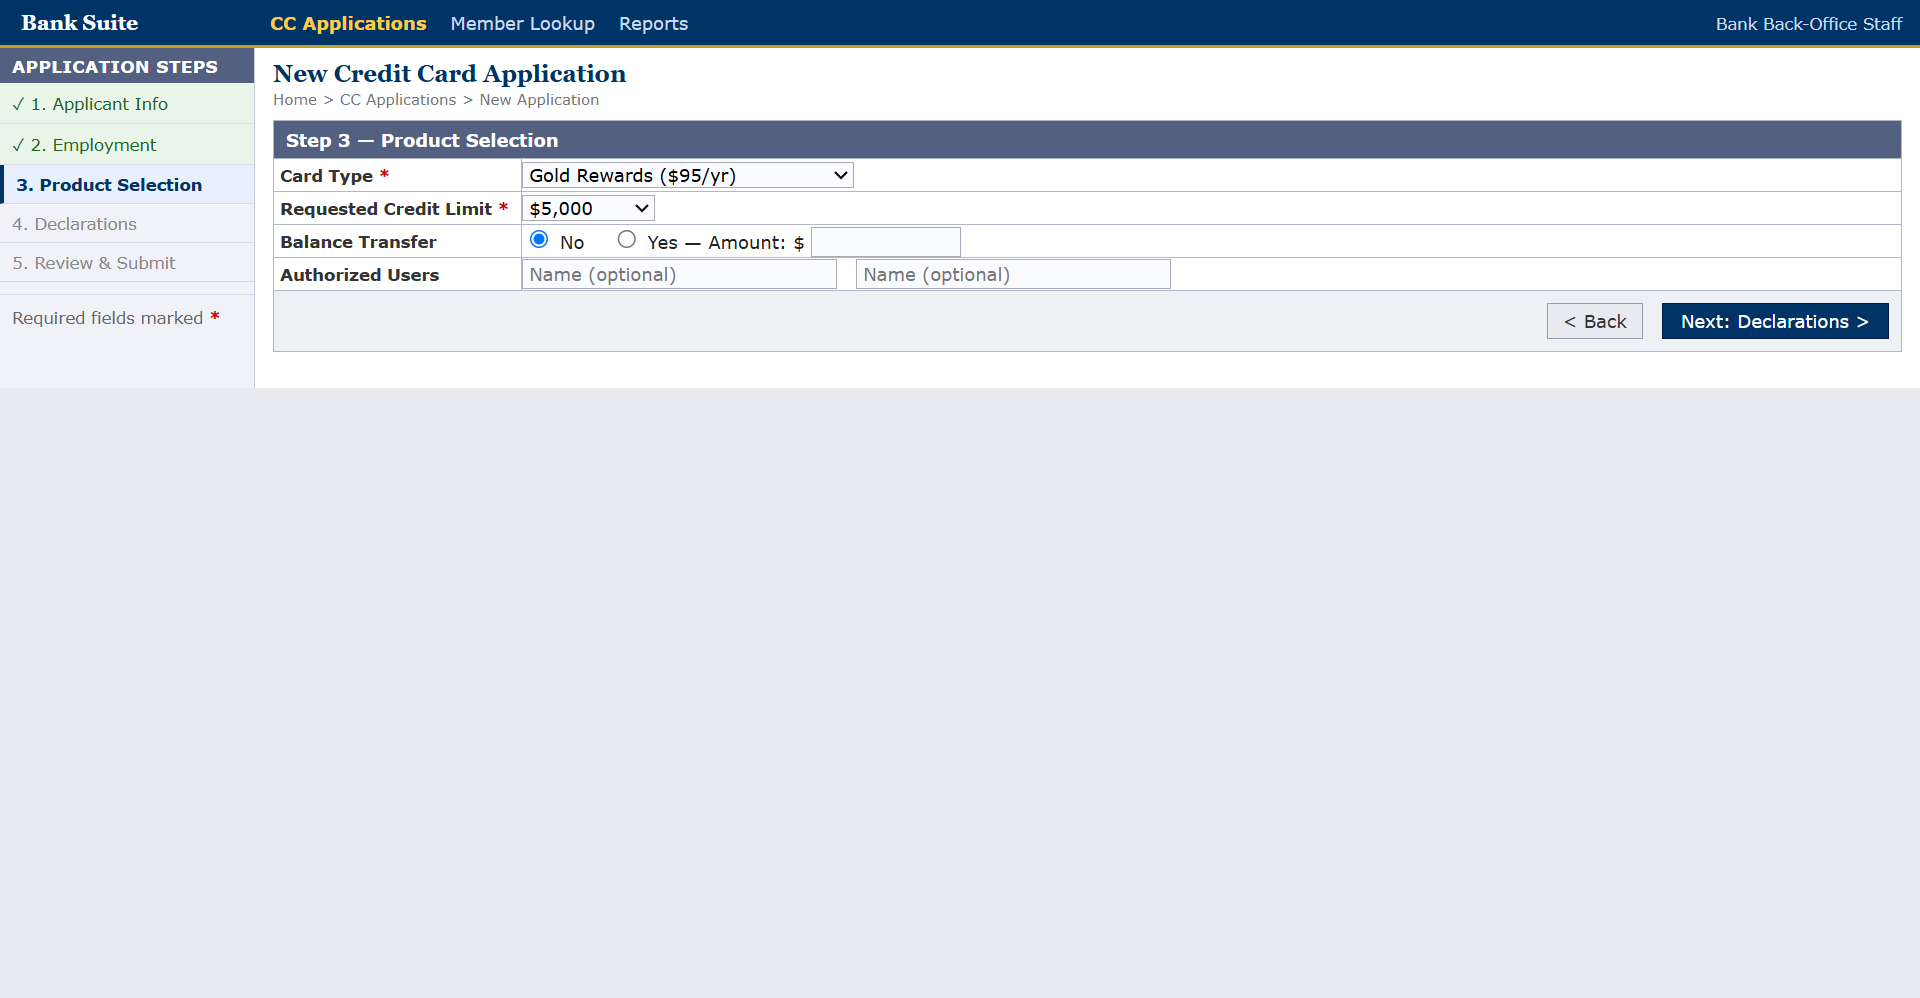 Bank Suite CC Applications Member Lookup Reports Bank Back-Office Staff
APPLICATION STEPS
✓ 1. Applicant Info
✓ 2. Employment
3. Product Selection
4. Declarations
5. Review & Submit
Required fields marked *
New Credit Card Application
Home > CC Applications > New Application
Step 3 — Product Selection
Card Type * Gold Rewards ($95/yr)
Requested Credit Limit * $5,000
Balance Transfer No Yes — Amount: $
Authorized Users Name (optional) Name (optional)
< Back Next: Declarations >